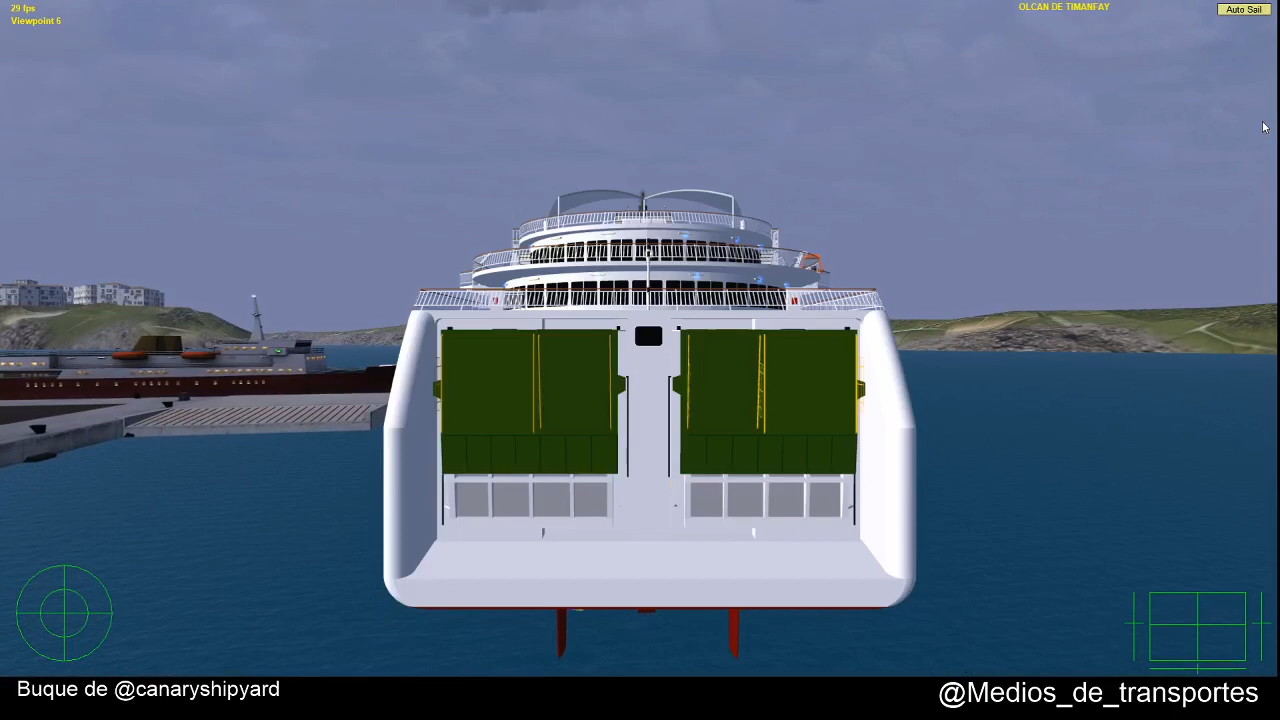 29 fps
Viewpoint 6
OLCAN DE TIMANFAY
Auto Sail
Buque de @canaryshipyard
@Medios_de_transportes